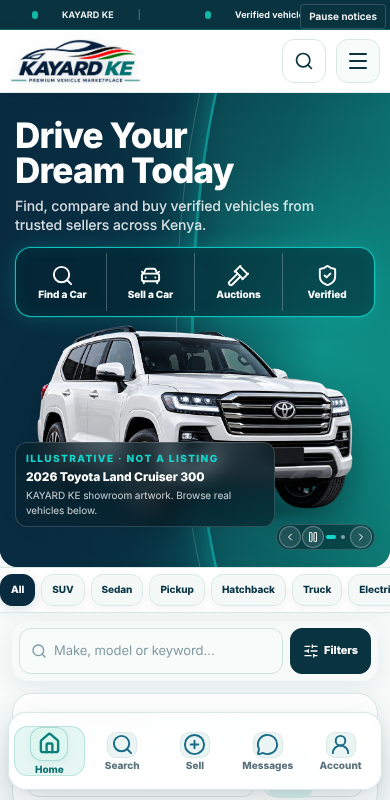 KAYARD KE | Verified vehicle
Pause notices
KAYARD KE
PREMIUM VEHICLE MARKETPLACE
Drive Your
Dream Today
Find, compare and buy verified vehicles from
trusted sellers across Kenya.
Find a Car
Sell a Car
Auctions
Verified
ILLUSTRATIVE · NOT A LISTING
2026 Toyota Land Cruiser 300
KAYARD KE showroom artwork. Browse real
vehicles below.
All
SUV
Sedan
Pickup
Hatchback
Truck
Electri
Make, model or keyword...
Filters
Home
Search
Sell
Messages
Account